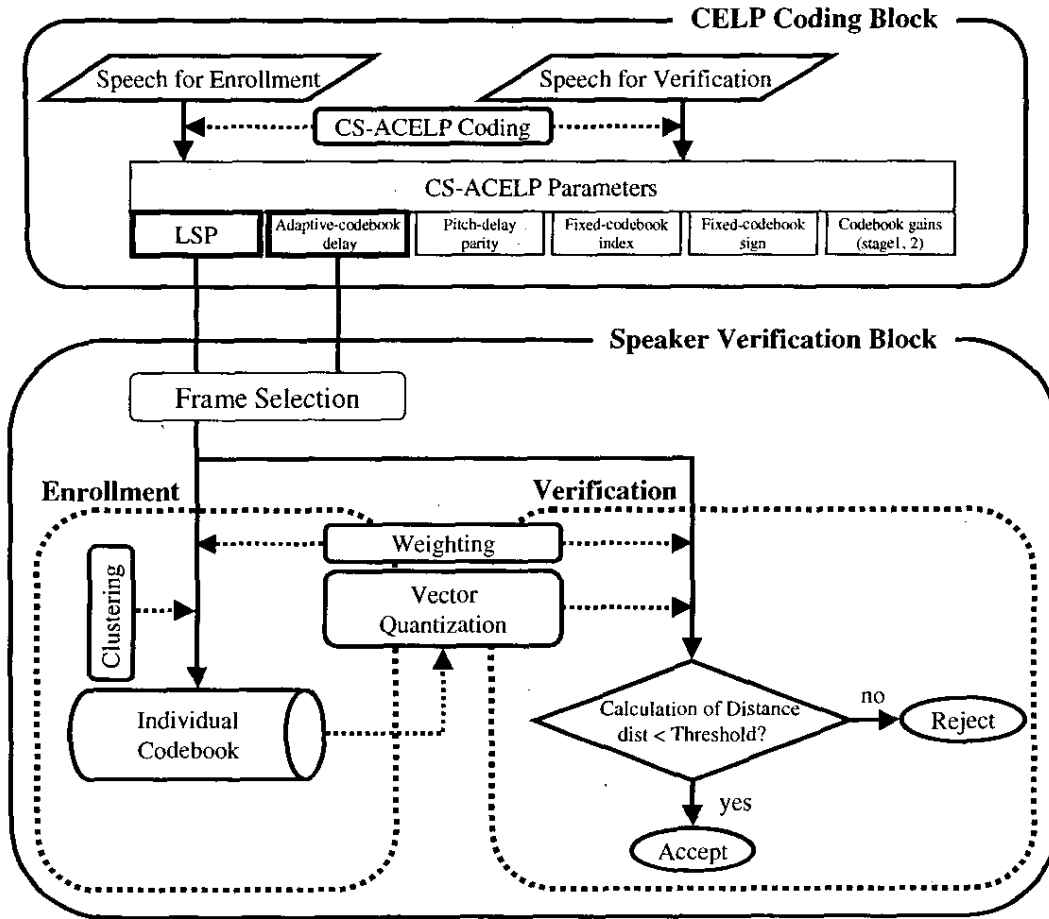 CELP Coding Block
Speech for Enrollment
Speech for Verification
CS-ACELP Coding
CS-ACELP Parameters
LSP
Adaptive-codebook
delay
Pitch-delay
parity
Fixed-codebook
index
Fixed-codebook
sign
Codebook gains
(stage1, 2)
Speaker Verification Block
Frame Selection
Enrollment
Verification
Weighting
Clustering
Vector
Quantization
Individual
Codebook
Calculation of Distance
dist < Threshold?
no
Reject
yes
Accept